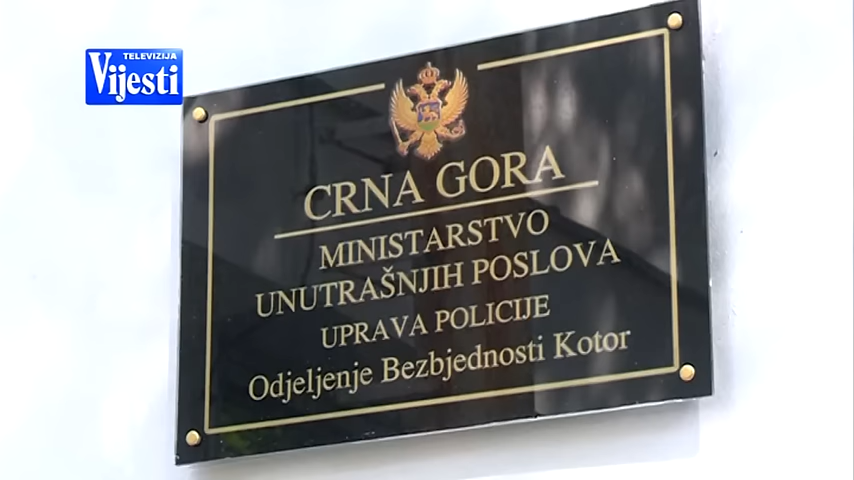 TELEVIZIJA
Vijesti
CRNA GORA
MINISTARSTVO
UNUTRAŠNJIH POSLOVA
UPRAVA POLICIJE
Odjeljenje Bezbjednosti Kotor